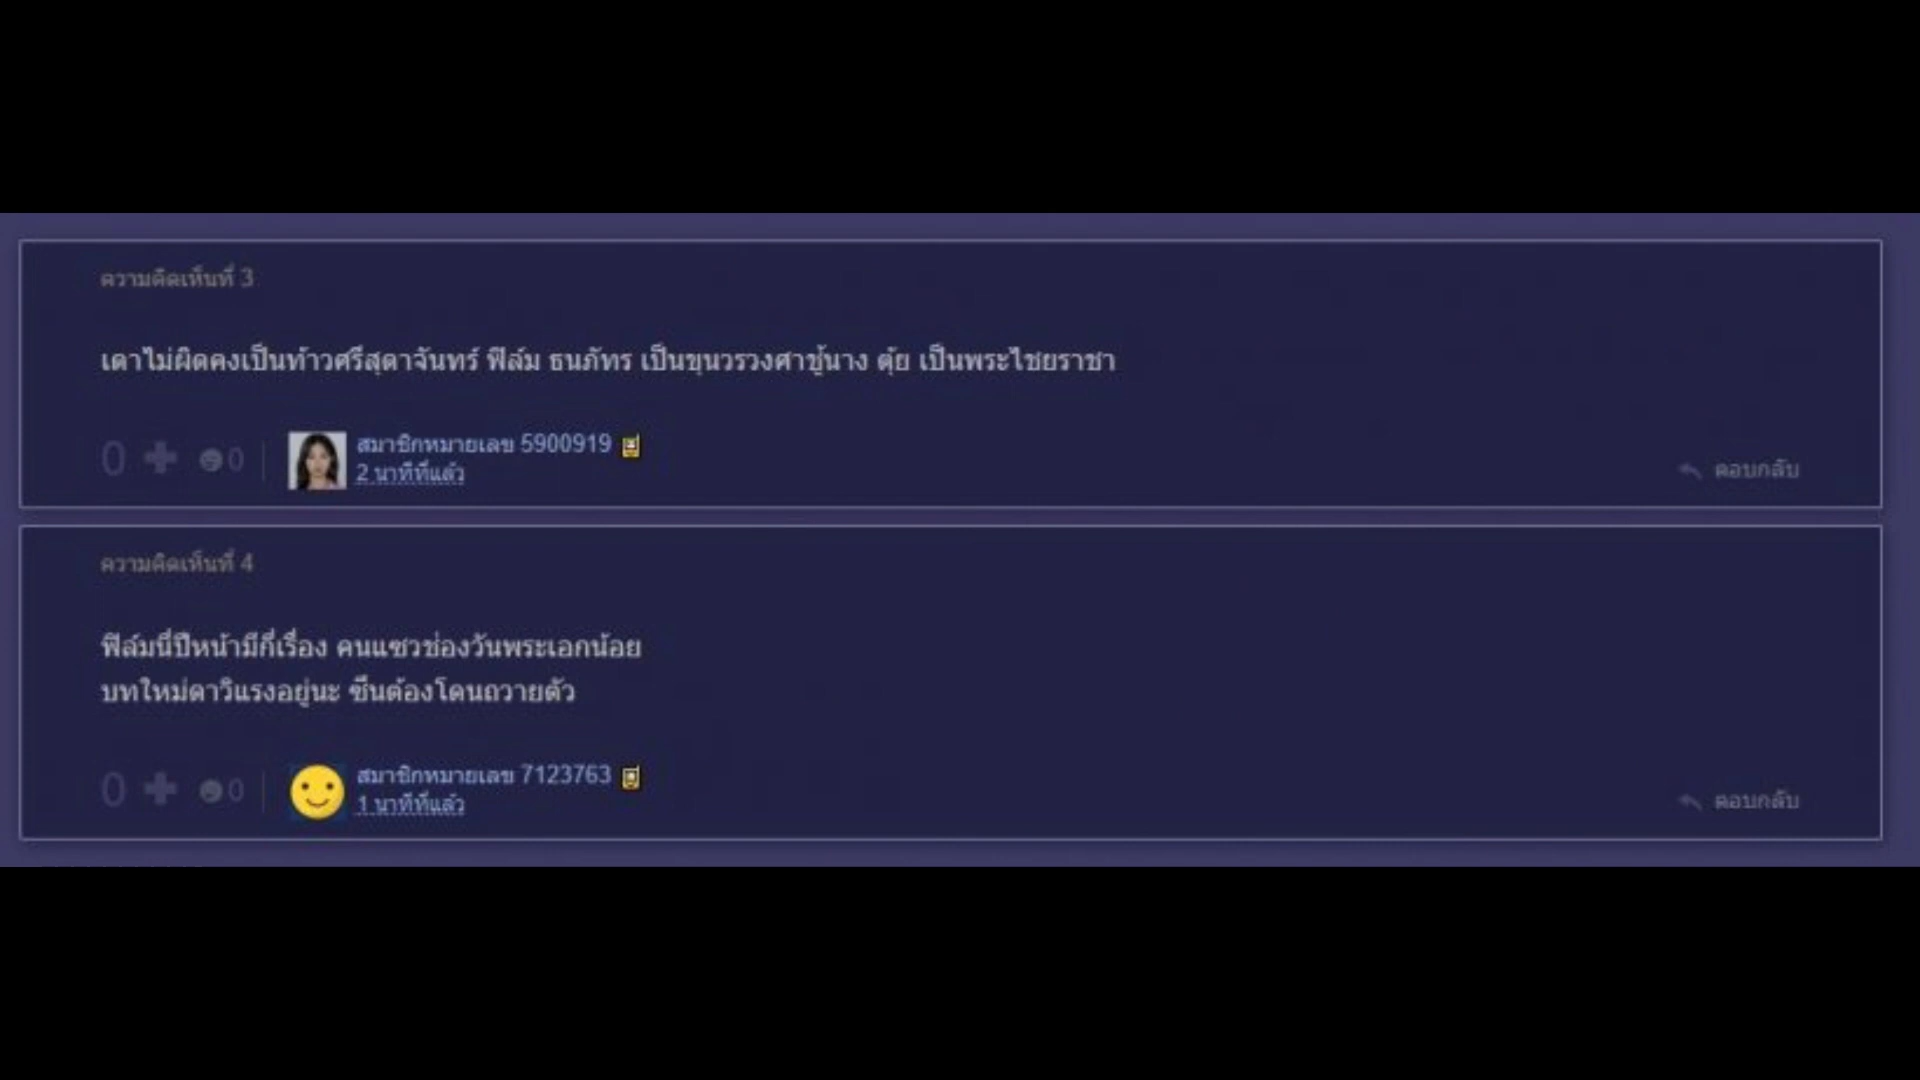 ความคิดเห็นที่ 3
เดาไม่ผิดคงเป็นท้าวศรีสุดาจันทร์ ฟิล์ม ธนภัทร เป็นขุนวรวงศาชู้นาง ตุ้ย เป็นพระไชยราชา
0 0 สมาชิกหมายเลข 5900919
2 นาทีที่แล้ว
ตอบกลับ
ความคิดเห็นที่ 4
ฟิล์มนี่ปีหน้ามีกี่เรื่อง คนแซวช่องวันพระเอกน้อย
บทใหม่ดาวิแรงอยู่นะ ซีนต้องโดนถวายตัว
0 0 สมาชิกหมายเลข 7123763
1 นาทีที่แล้ว
ตอบกลับ